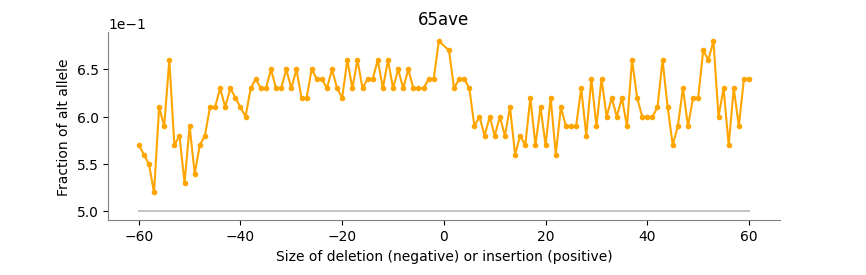 65ave
1e−1
Fraction of alt allele
6.5
6.0
5.5
5.0
−60 −40 −20 0 20 40 60
Size of deletion (negative) or insertion (positive)